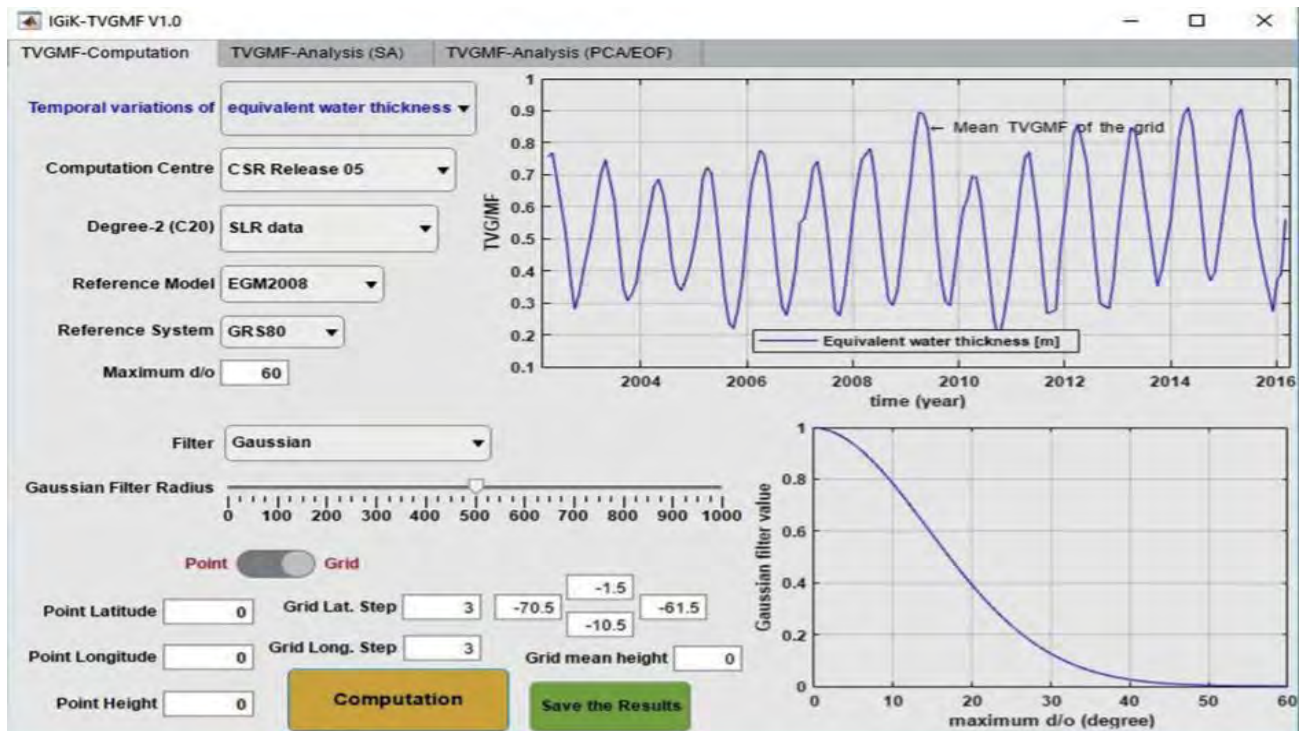 IGiK-TVGMF V1.0
TVGMF-Computation TVGMF-Analysis (SA) TVGMF-Analysis (PCA/EOF)
Temporal variations of equivalent water thickness
Computation Centre CSR Release 05
Degree-2 (C20) SLR data
Reference Model EGM2008
Reference System GRS80
Maximum d/o 60
Filter Gaussian
Gaussian Filter Radius
0 100 200 300 400 500 600 700 800 900 1000
Point Grid
Point Latitude 0
Grid Lat. Step 3
-1.5
-70.5 -61.5
-10.5
Point Longitude 0
Grid Long. Step 3
Grid mean height 0
Point Height 0
Computation
Save the Results
TVG/MF
1
0.9
0.8
0.7
0.6
0.5
0.4
0.3
0.2
0.1
← Mean TVGMF of the grid
Equivalent water thickness [m]
2004 2006 2008 2010 2012 2014 2016
time (year)
Gaussian filter value
1
0.8
0.6
0.4
0.2
0
0 10 20 30 40 50 60
maximum d/o (degree)